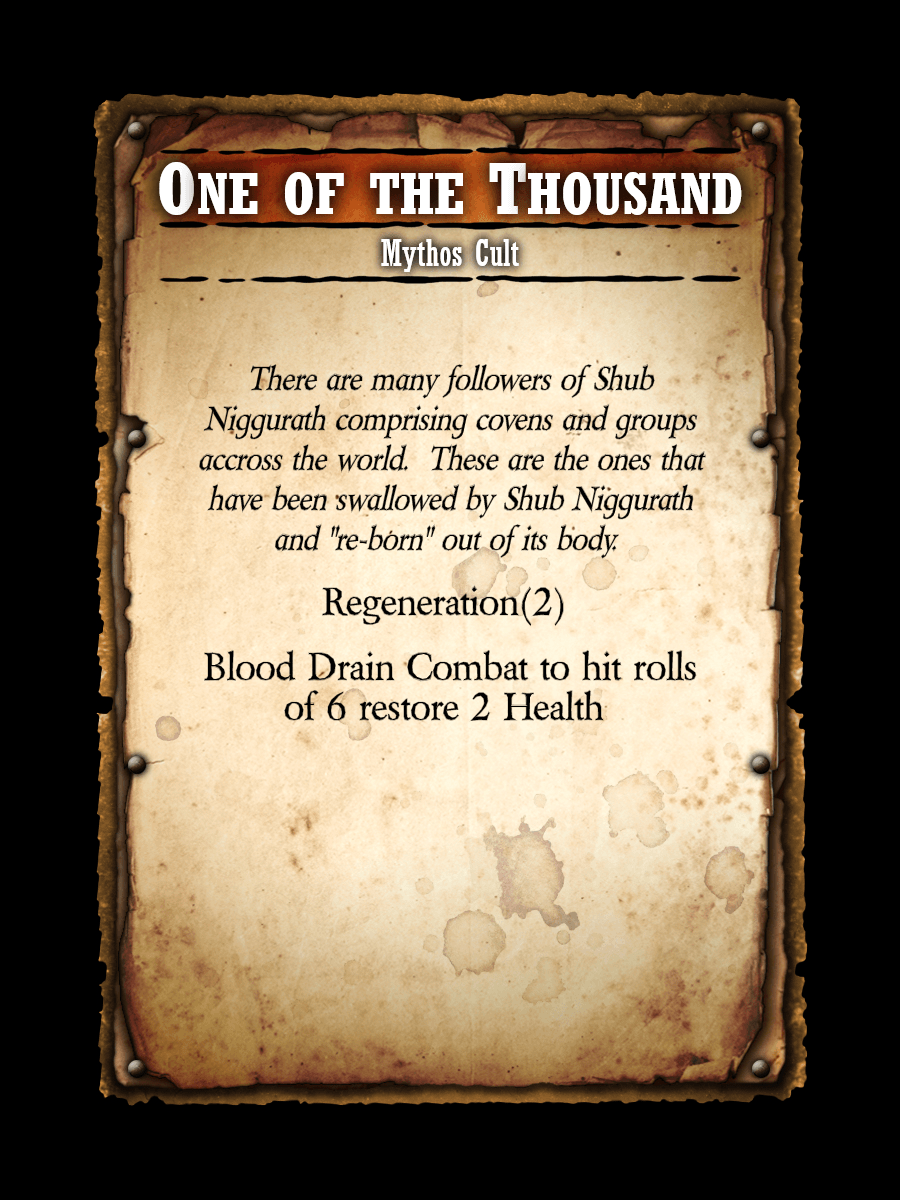 One of the Thousand
Mythos Cult
There are many followers of Shub
Niggurath comprising covens and groups
accross the world.  These are the ones that
have been swallowed by Shub Niggurath
and "re-born" out of its body.
Regeneration(2)
Blood Drain Combat to hit rolls
of 6 restore 2 Health